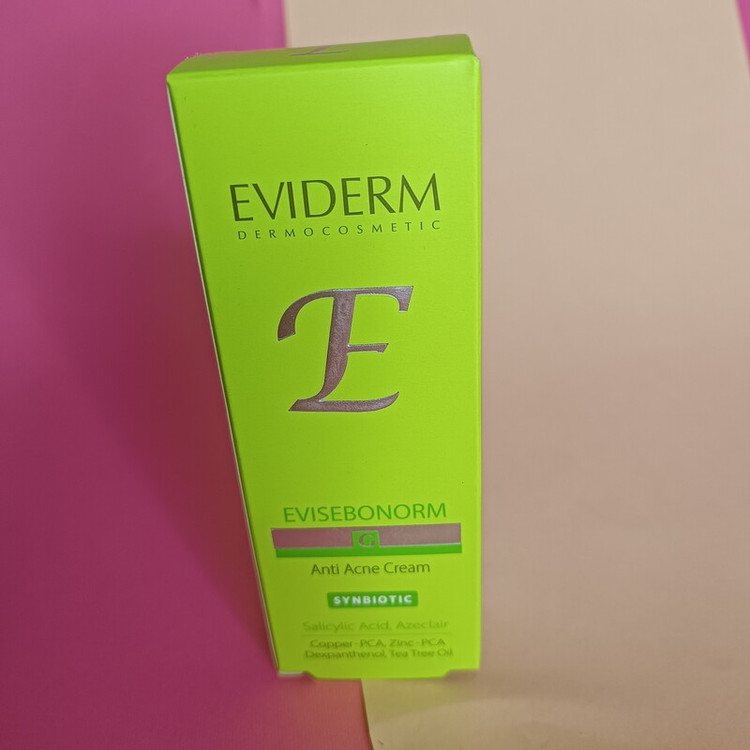 EVIDERM
DERMOCOSMETIC
E
EVISEBONORM
Anti Acne Cream
SYNBIOTIC
Salicylic Acid, Azeclair
Copper-PCA, Zinc-PCA
Dexpanthenol, Tea Tree Oil